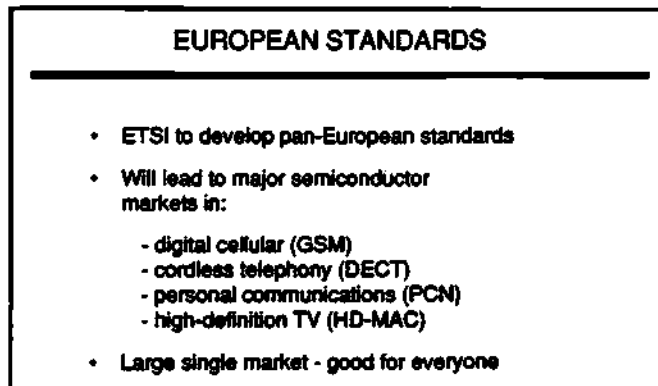 EUROPEAN STANDARDS
• ETSI to develop pan-European standards
• Will lead to major semiconductor
markets in:
- digital cellular (GSM)
- cordless telephony (DECT)
- personal communications (PCN)
- high-definition TV (HD-MAC)
• Large single market - good for everyone